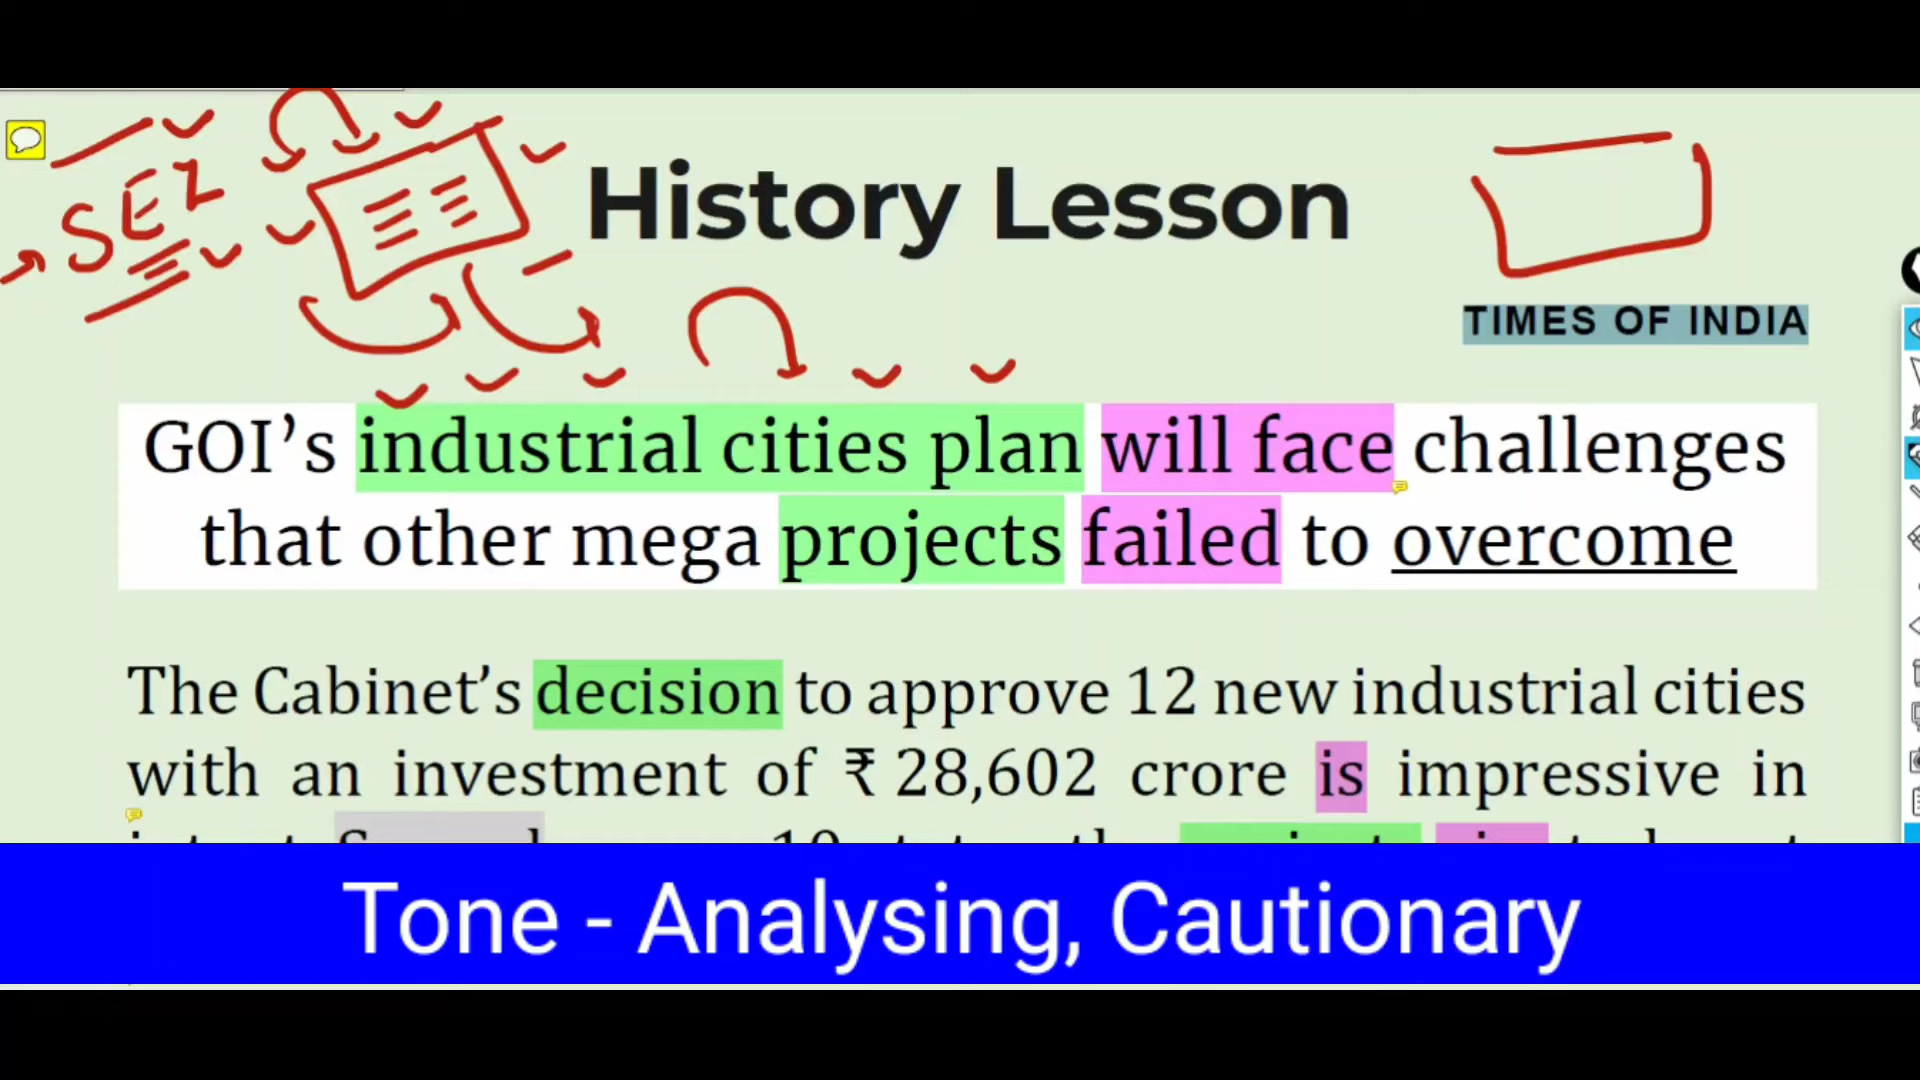 SEZ
History Lesson
TIMES OF INDIA
GOI’s industrial cities plan will face challenges
that other mega projects failed to overcome
The Cabinet’s decision to approve 12 new industrial cities
with an investment of ₹ 28,602 crore is impressive in
Tone - Analysing, Cautionary